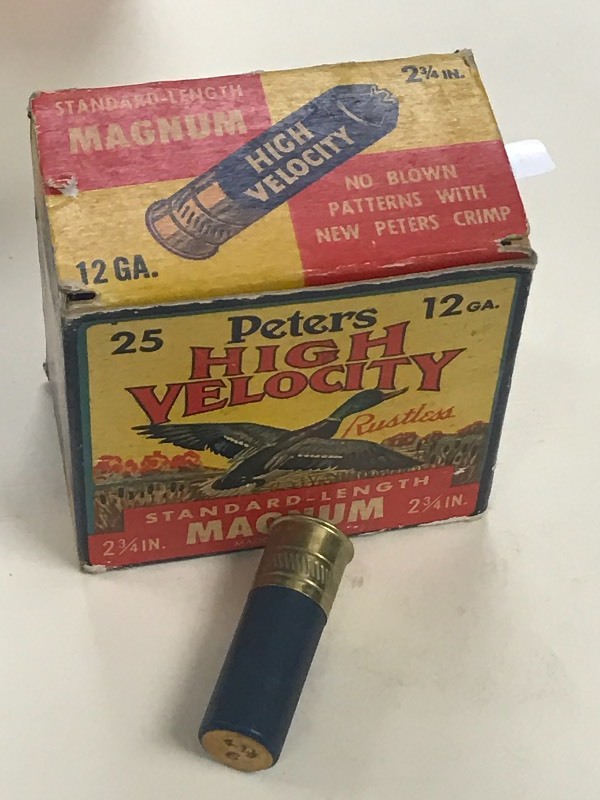 STANDARD-LENGTH
MAGNUM
2¾ IN.
HIGH
VELOCITY
NO BLOWN
PATTERNS WITH
NEW PETERS CRIMP
12 GA.
25 Peters 12 GA.
HIGH
VELOCITY
Rustless
STANDARD-LENGTH
2¾ IN. MAGNUM 2¾ IN.